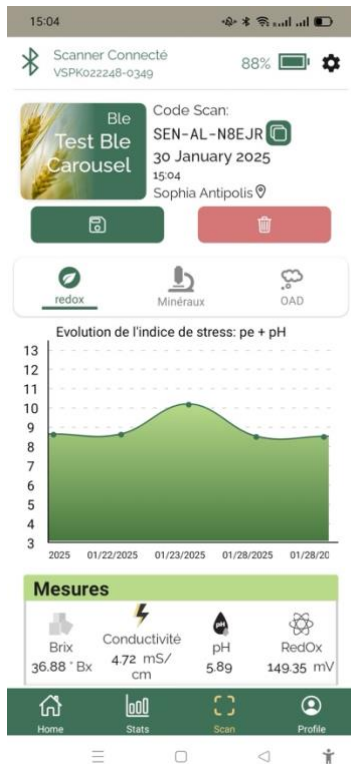 15:04
Scanner Connecté
VSPK022248-0349
88%
Ble
Test Ble
Carousel
Code Scan:
SEN-AL-N8EJR
30 January 2025
15:04
Sophia Antipolis
redox
Minéraux
OAD
Evolution de l'indice de stress: pe + pH
13
12
11
10
9
8
7
6
5
4
3
2025 01/22/2025 01/23/2025 01/28/2025 01/28/20
Mesures
Brix
36.88 ° Bx
Conductivité
4.72 mS/
cm
pH
pH
5.89
RedOx
149.35 mV
Home
Stats
Scan
Profile